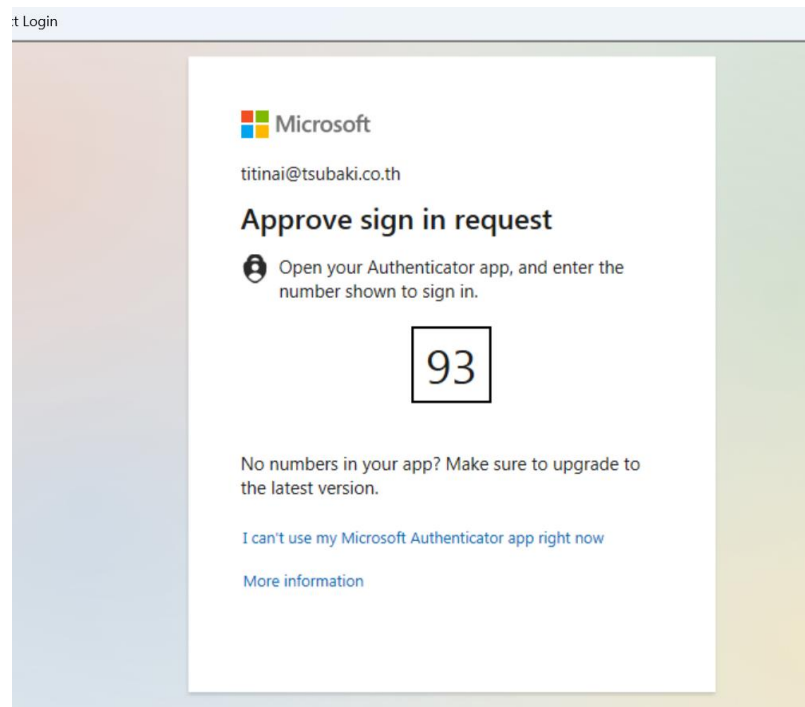 ct Login
Microsoft
titinai@tsubaki.co.th
Approve sign in request
Open your Authenticator app, and enter the
number shown to sign in.
93
No numbers in your app? Make sure to upgrade to
the latest version.
I can't use my Microsoft Authenticator app right now
More information